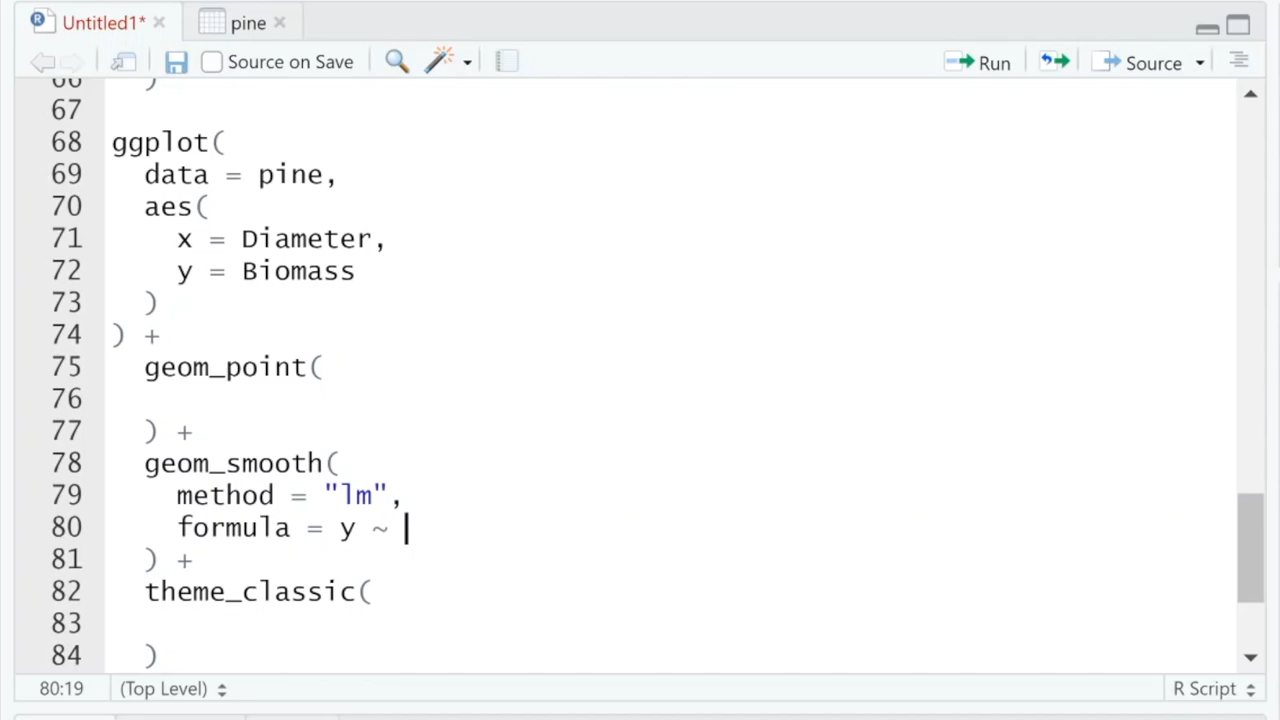 Untitled1* × pine ×
Source on Save Run Source
66 )
67
68 ggplot(
69 data = pine,
70 aes(
71 x = Diameter,
72 y = Biomass
73 )
74 ) +
75 geom_point(
76
77 ) +
78 geom_smooth(
79 method = "lm",
80 formula = y ~
81 ) +
82 theme_classic(
83
84 )
80:19 (Top Level) R Script